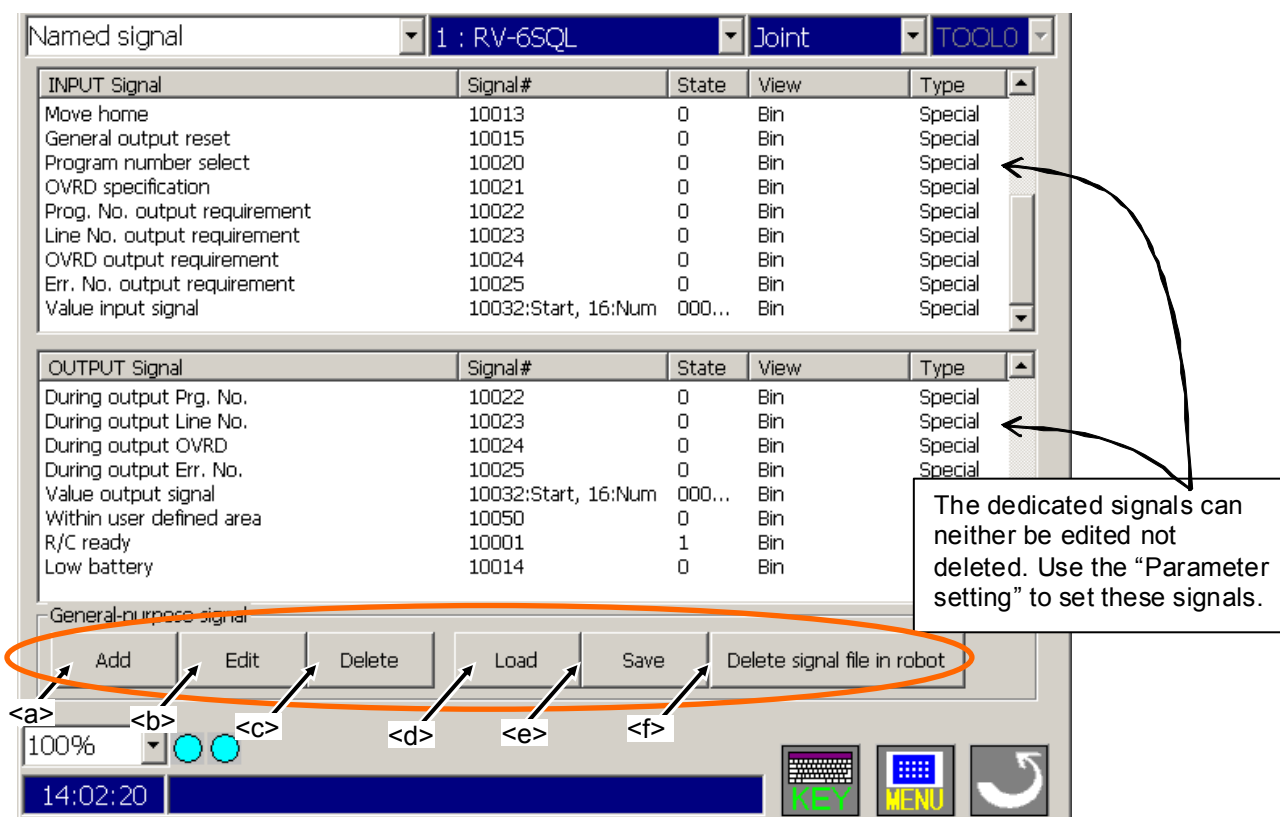 Named signal 1 : RV-6SQL Joint TOOL0
INPUT Signal Signal# State View Type
Move home 10013 0 Bin Special
General output reset 10015 0 Bin Special
Program number select 10020 0 Bin Special
OVRD specification 10021 0 Bin Special
Prog. No. output requirement 10022 0 Bin Special
Line No. output requirement 10023 0 Bin Special
OVRD output requirement 10024 0 Bin Special
Err. No. output requirement 10025 0 Bin Special
Value input signal 10032:Start, 16:Num 000... Bin Special
OUTPUT Signal Signal# State View Type
During output Prg. No. 10022 0 Bin Special
During output Line No. 10023 0 Bin Special
During output OVRD 10024 0 Bin Special
During output Err. No. 10025 0 Bin Special
Value output signal 10032:Start, 16:Num 000... Bin
Within user defined area 10050 0 Bin
R/C ready 10001 1 Bin
Low battery 10014 0 Bin
The dedicated signals can
neither be edited not
deleted. Use the “Parameter
setting” to set these signals.
General-purpose signal
Add Edit Delete Load Save Delete signal file in robot
<a> <b> <c> <d> <e> <f>
100%
14:02:20
KEY MENU